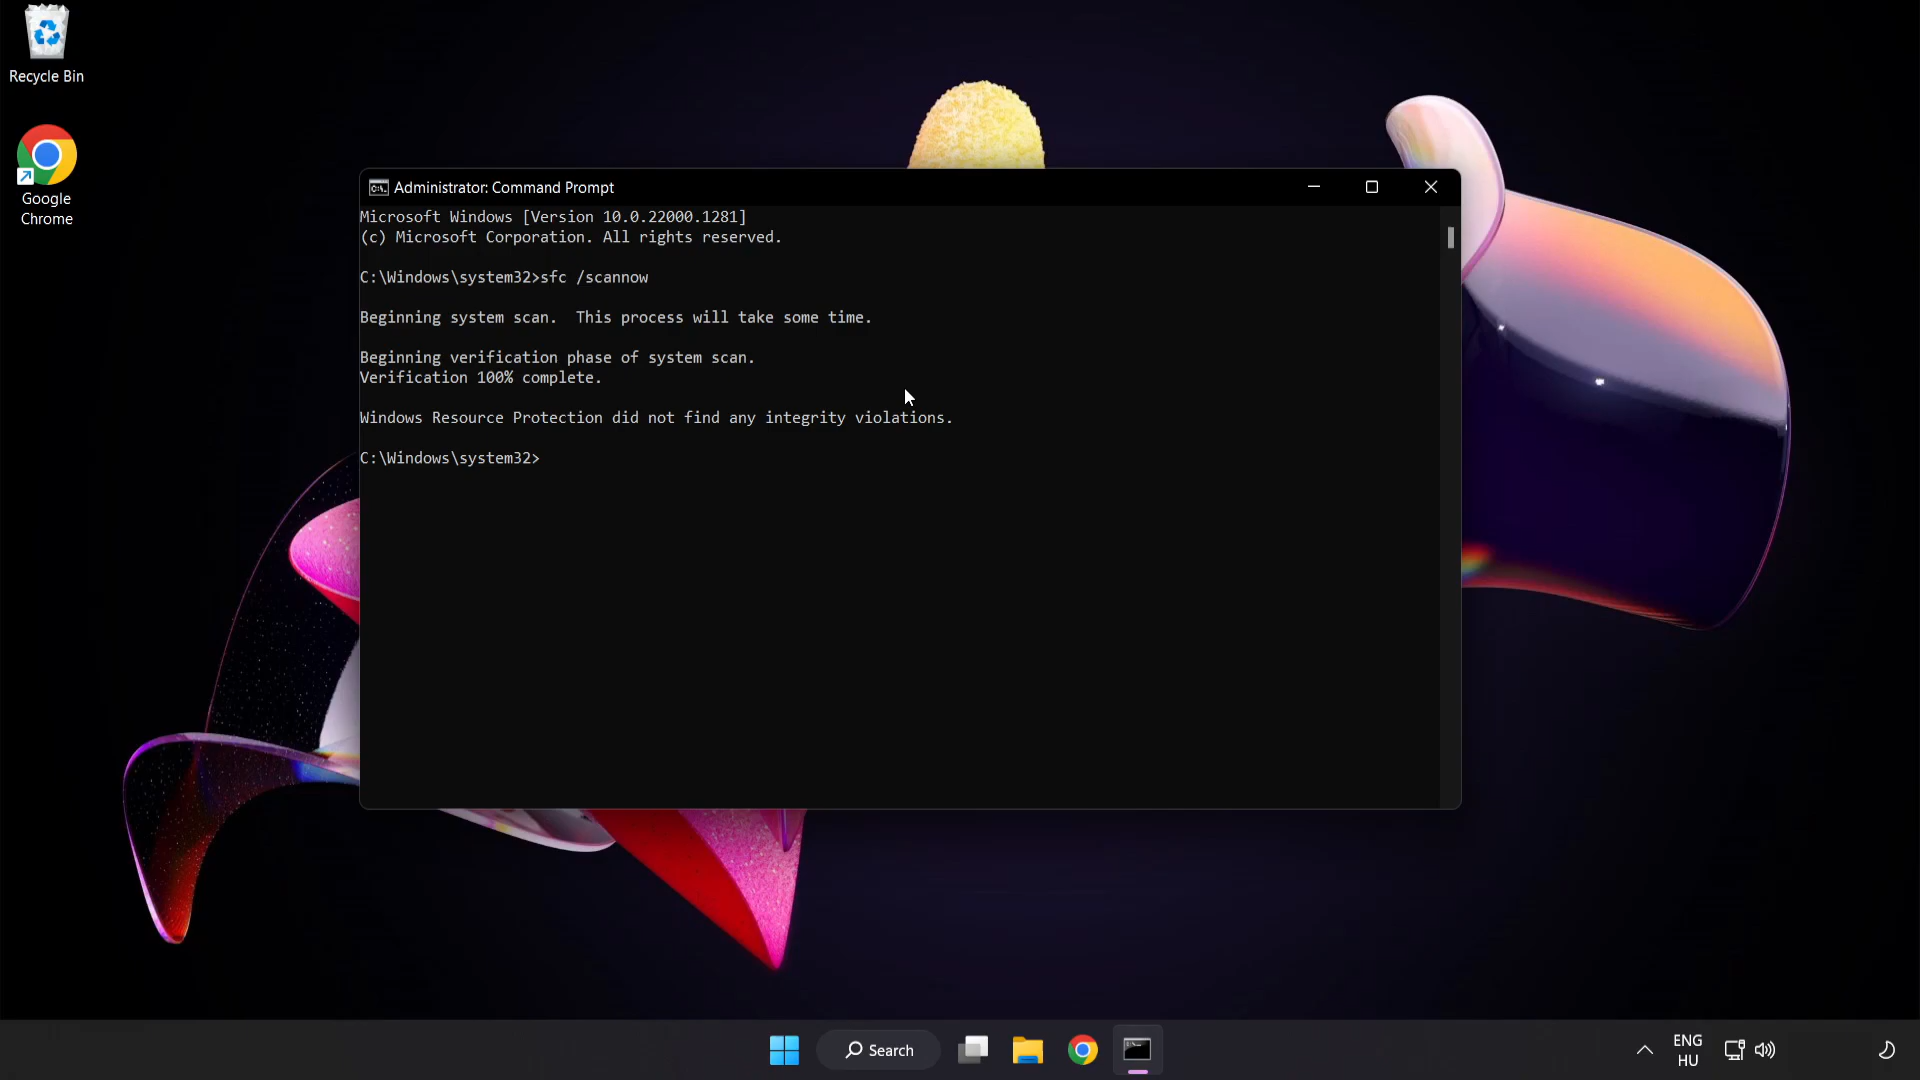 Recycle Bin
Google
Chrome
Administrator: Command Prompt
Microsoft Windows [Version 10.0.22000.1281]
(c) Microsoft Corporation. All rights reserved.
C:\Windows\system32>sfc /scannow
Beginning system scan.  This process will take some time.
Beginning verification phase of system scan.
Verification 100% complete.
Windows Resource Protection did not find any integrity violations.
C:\Windows\system32>
Search
ENG
HU